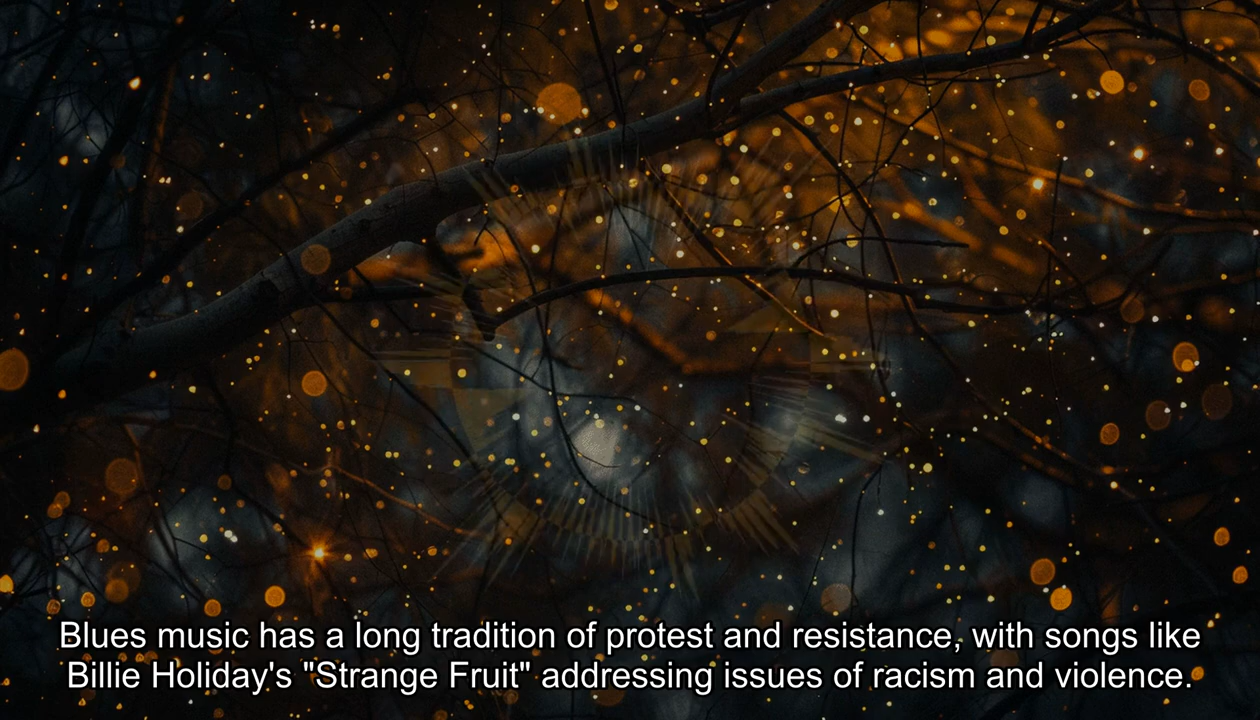 Blues music has a long tradition of protest and resistance, with songs like
Billie Holiday's "Strange Fruit" addressing issues of racism and violence.